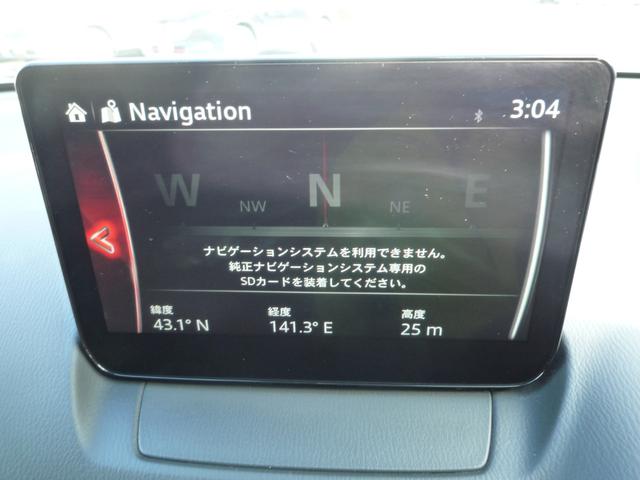 Navigation 3:04
W NW N NE E
ナビゲーションシステムを利用できません。
純正ナビゲーションシステム専用の
SDカードを装着してください。
緯度 経度 高度
43.1° N 141.3° E 25 m